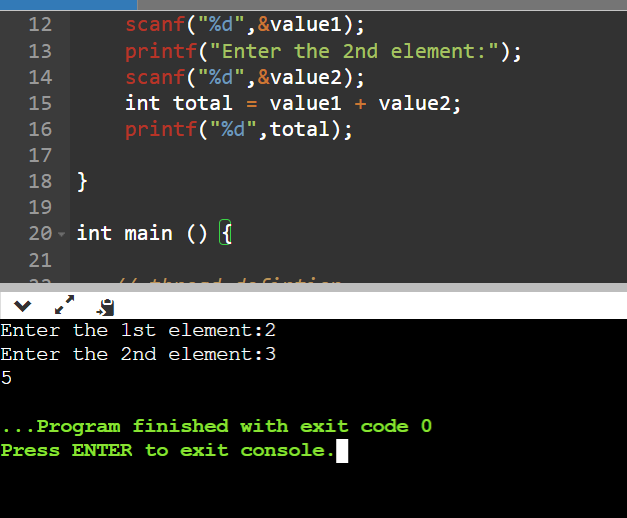 12 scanf("%d",&value1);
13 printf("Enter the 2nd element:");
14 scanf("%d",&value2);
15 int total = value1 + value2;
16 printf("%d",total);
17
18 }
19
20 int main () {
21
Enter the 1st element:2
Enter the 2nd element:3
5
...Program finished with exit code 0
Press ENTER to exit console.